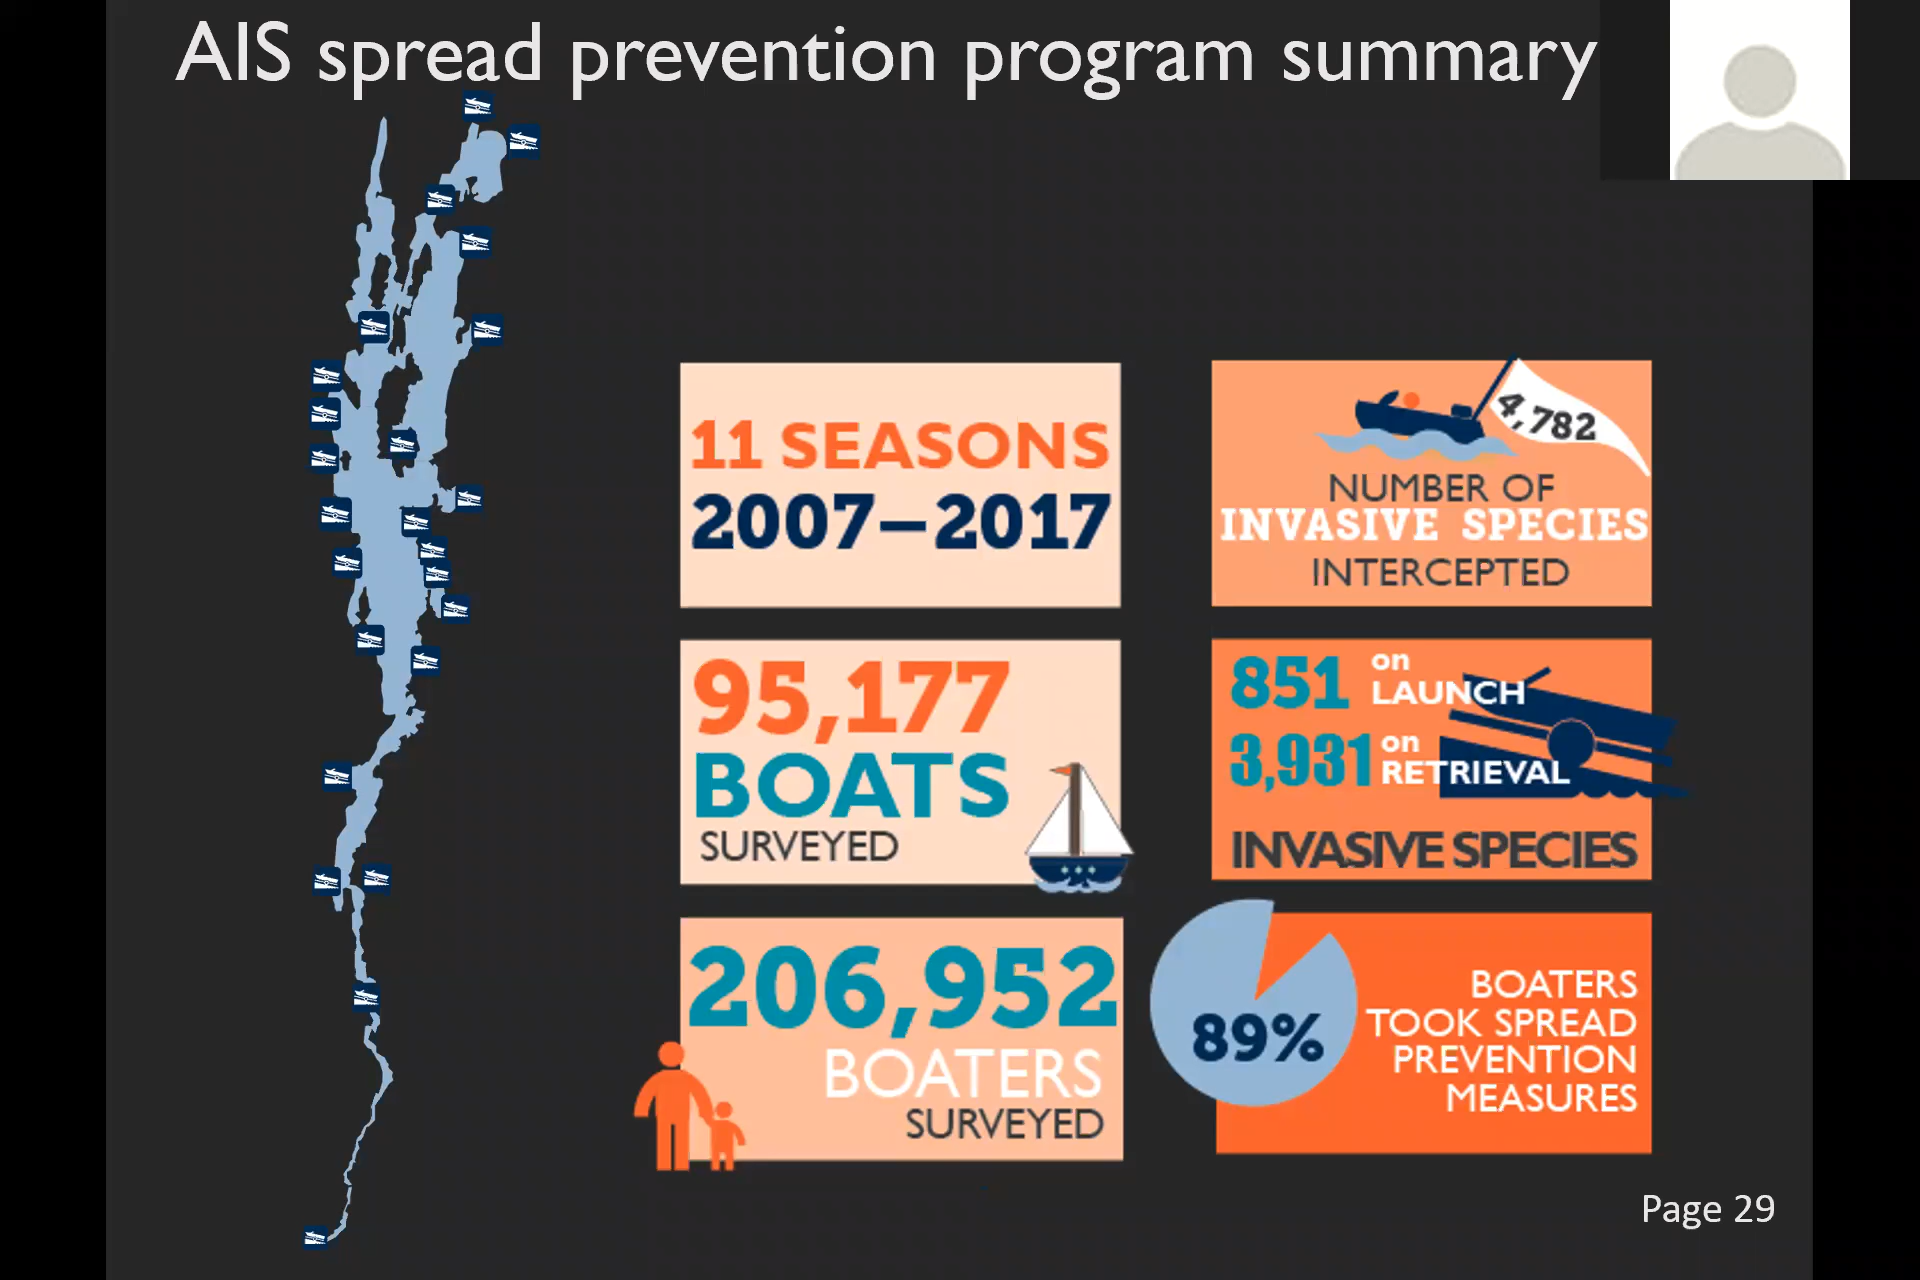 AIS spread prevention program summary
11 SEASONS
2007–2017
4,782
NUMBER OF
INVASIVE SPECIES
INTERCEPTED
95,177
BOATS
SURVEYED
851 on
LAUNCH
3,931 on
RETRIEVAL
INVASIVE SPECIES
206,952
BOATERS
SURVEYED
89%
BOATERS
TOOK SPREAD
PREVENTION
MEASURES
Page 29